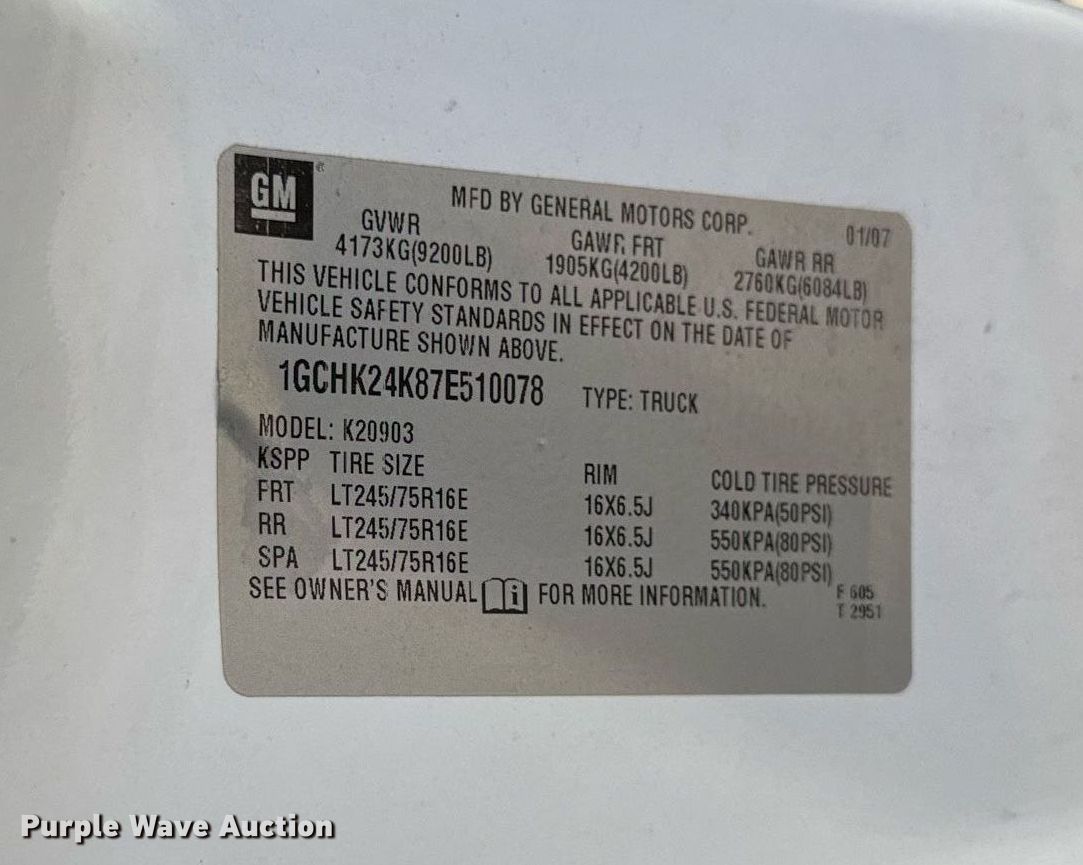 GM®
MFD BY GENERAL MOTORS CORP.
01/07
GVWR GAWR FRT GAWR RR
4173KG(9200LB) 1905KG(4200LB) 2760KG(6084LB)
THIS VEHICLE CONFORMS TO ALL APPLICABLE U.S. FEDERAL MOTOR
VEHICLE SAFETY STANDARDS IN EFFECT ON THE DATE OF
MANUFACTURE SHOWN ABOVE.
1GCHK24K87E510078 TYPE: TRUCK
MODEL: K20903
KSPP TIRE SIZE RIM COLD TIRE PRESSURE
FRT LT245/75R16E 16X6.5J 340KPA(50PSI)
RR LT245/75R16E 16X6.5J 550KPA(80PSI)
SPA LT245/75R16E 16X6.5J 550KPA(80PSI)
SEE OWNER'S MANUAL i FOR MORE INFORMATION.
F 605
T 2951
Purple Wave Auction